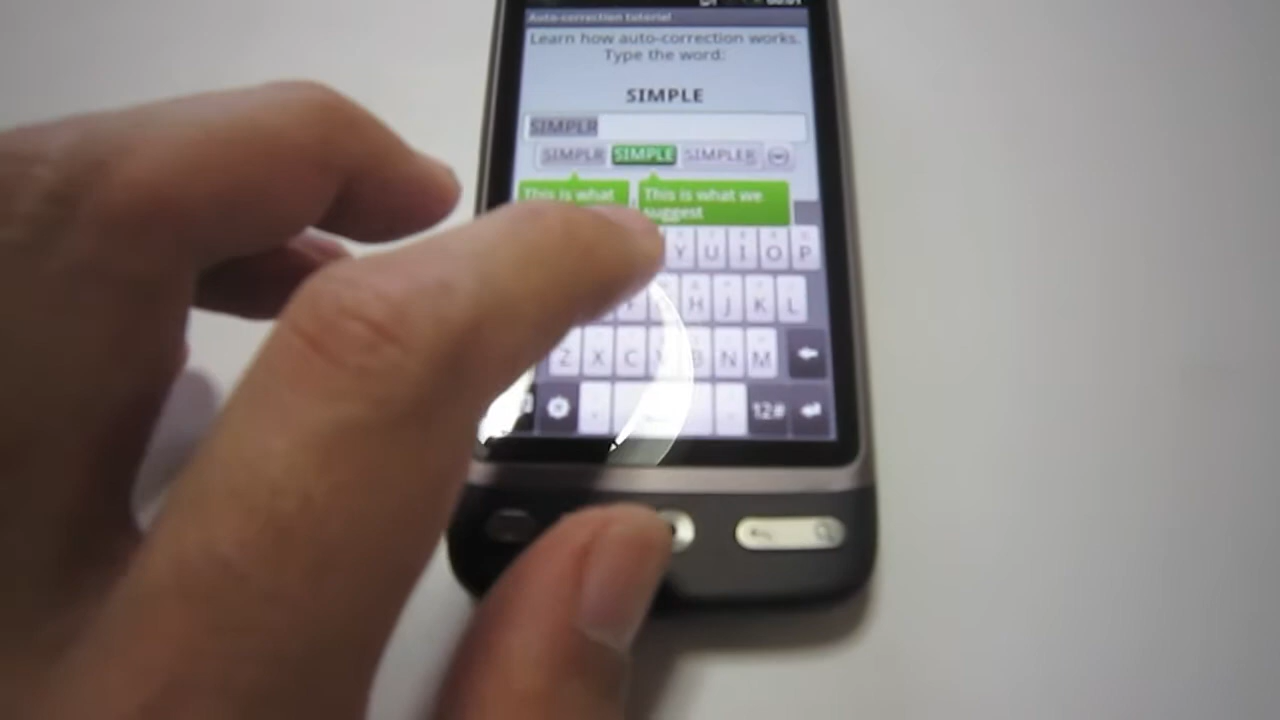 Auto-correction tutorial
Learn how auto-correction works.
Type the word:
SIMPLE
SIMPLR
SIMPLR SIMPLE SIMPLER
This is what
This is what we
suggest
Y U I O P
H J K L
Z X C B N M
12#